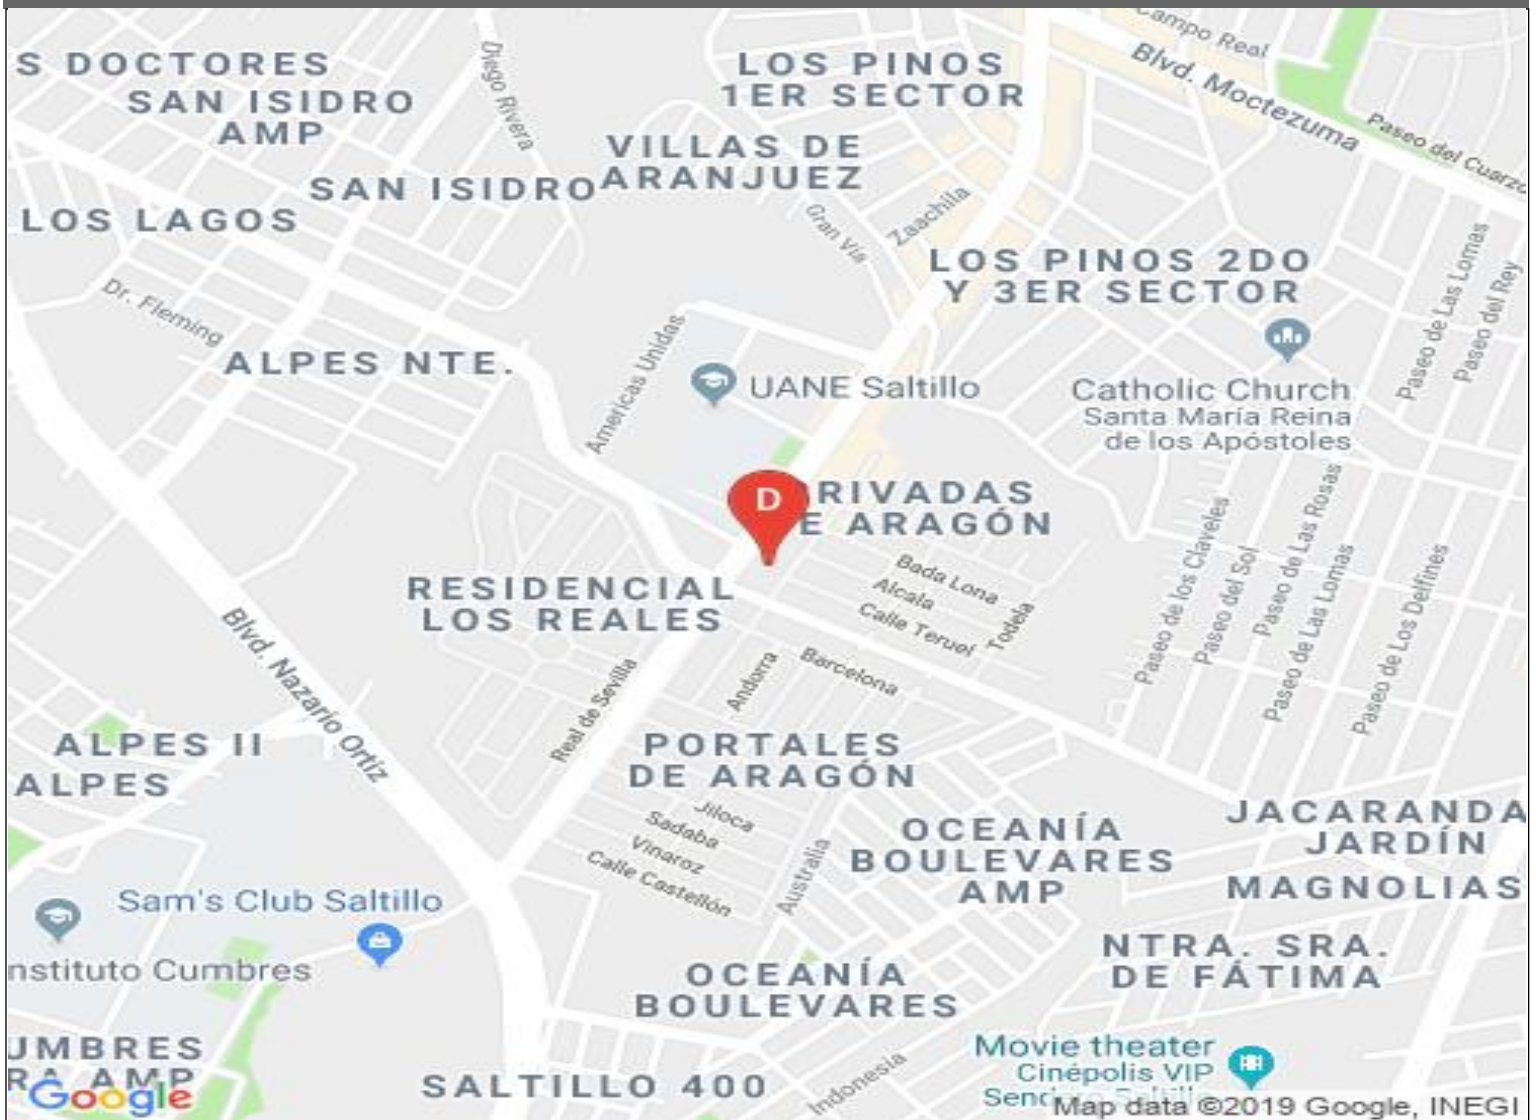 Campo Real
Blvd. Moctezuma
Paseo del Cuarzo
S DOCTORES
SAN ISIDRO
AMP
Diego Rivera
LOS PINOS
1ER SECTOR
VILLAS DE
ARANJUEZ
SAN ISIDRO
LOS LAGOS
Gran Vía
Zaachila
LOS PINOS 2DO
Y 3ER SECTOR
Paseo de Las Lomas
Paseo del Rey
Dr. Fleming
ALPES NTE.
Americas Unidas
UANE Saltillo
Catholic Church
Santa María Reina
de los Apóstoles
D
RIVADAS
E ARAGÓN
RESIDENCIAL
LOS REALES
Bada Lona
Alcala
Calle Teruel
Todela
Paseo de los Claveles
Paseo del Sol
Paseo de Las Rosas
Paseo de Las Lomas
Paseo de Los Delfines
Blvd. Nazario Ortiz
Real de Sevilla
Andorra
Barcelona
ALPES II
ALPES
PORTALES
DE ARAGÓN
Jiloca
Sadaba
Vinaroz
Calle Castellón
Australia
OCEANÍA
BOULEVARES
AMP
JACARANDA
JARDÍN
MAGNOLIAS
Sam's Club Saltillo
nstituto Cumbres
NTRA. SRA.
DE FÁTIMA
OCEANÍA
BOULEVARES
UMBRES
RA AMP
Google
SALTILLO 400
Indonesia
Movie theater
Cinépolis VIP
Map data ©2019 Google, INEGI